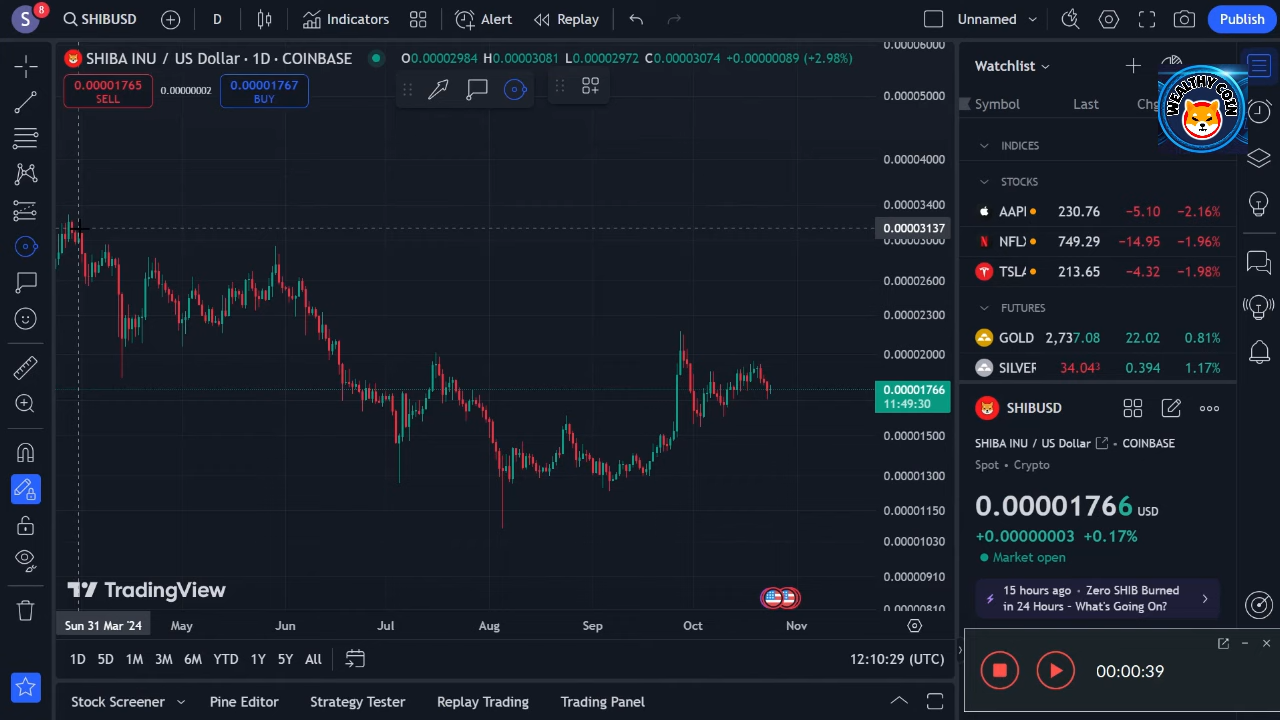 S
8
SHIBUSD
D
Indicators
Alert
Replay
Unnamed
Publish
SHIBA INU / US Dollar · 1D · COINBASE
O0.00002984 H0.00003081 L0.00002972 C0.00003074 +0.00000089 (+2.98%)
0.00001765
SELL
0.00000002
0.00001767
BUY
0.00006000
0.00005000
0.00004000
0.00003400
0.00003137
0.00003000
0.00002600
0.00002300
0.00002000
0.00001766
11:49:30
0.00001500
0.00001300
0.00001150
0.00001030
0.00000910
0.00000810
TradingView
Sun 31 Mar '24
May
Jun
Jul
Aug
Sep
Oct
Nov
1D
5D
1M
3M
6M
YTD
1Y
5Y
All
12:10:29 (UTC)
Stock Screener
Pine Editor
Strategy Tester
Replay Trading
Trading Panel
Watchlist
Symbol
Last
Chg
WEALTHY COIN
INDICES
STOCKS
AAPL 230.76 −5.10 −2.16%
NFLX 749.29 −14.95 −1.96%
TSLA 213.65 −4.32 −1.98%
FUTURES
GOLD 2,737.08 22.02 0.81%
SILVER 34.043 0.394 1.17%
SHIBUSD
SHIBA INU / US Dollar • COINBASE
Spot • Crypto
0.00001766 USD
+0.00000003 +0.17%
Market open
15 hours ago • Zero SHIB Burned
in 24 Hours – What's Going On?
00:00:39